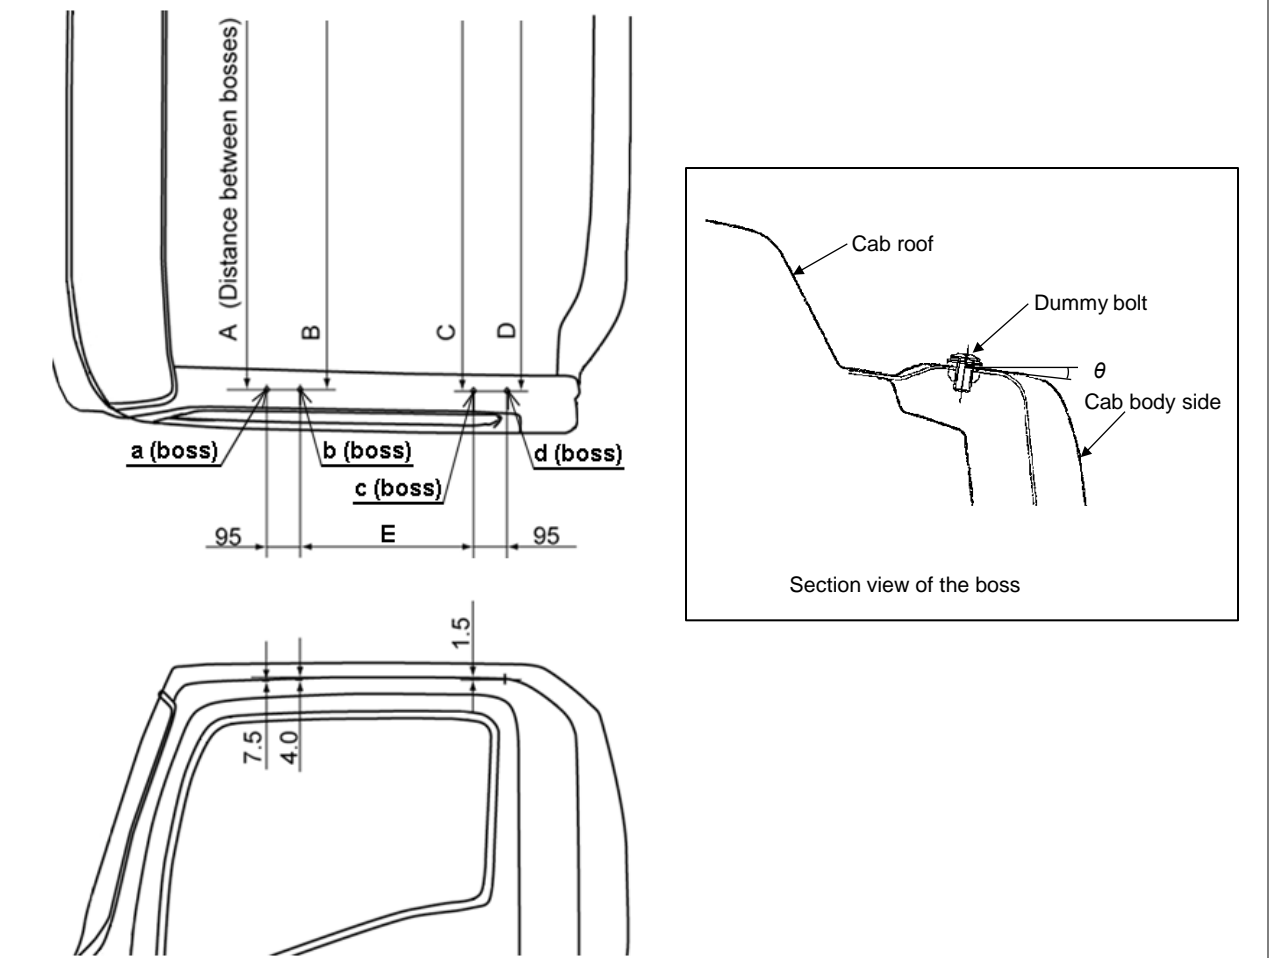 A (Distance between bosses)
B
C
D
a (boss)
b (boss)
c (boss)
d (boss)
95
E
95
1.5
7.5
4.0
Cab roof
Dummy bolt
θ
Cab body side
Section view of the boss